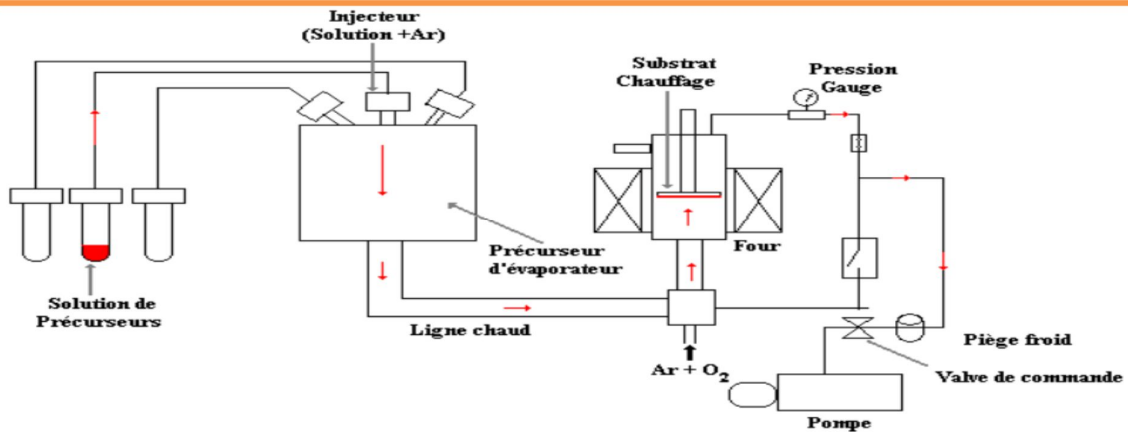 Injecteur
(Solution +Ar)
Substrat
Chauffage
Pression
Gauge
Précurseur
d'évaporateur
Four
Solution de
Précurseurs
Ligne chaud
Ar + O2
Piège froid
Valve de commande
Pompe